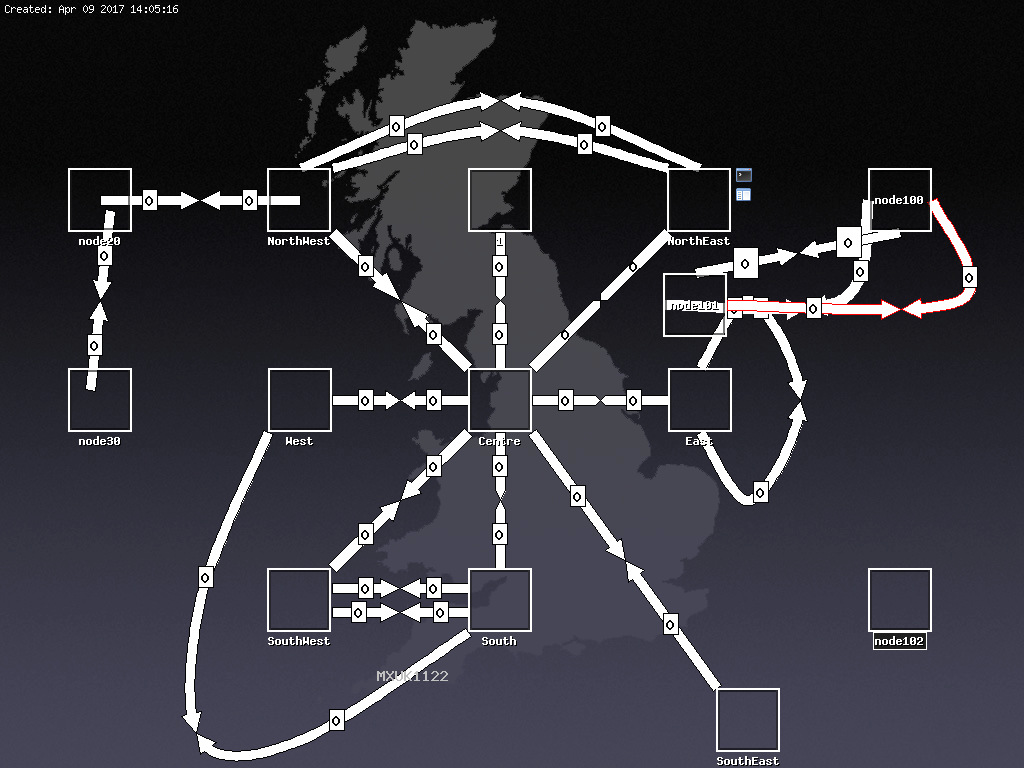 Created: Apr 09 2017 14:05:16
0 0
0 0
node100
0 0
node20 NorthWest 1 NorthEast 0
0 0 0 0 0
0 0
node101
0 0
0 0 0 0
0 0 0 0
node30 West Centre East
0 0 0
0 0
0 0
0
0 0
0 0
0
SouthWest South node102
MXUK1122
0
SouthEast